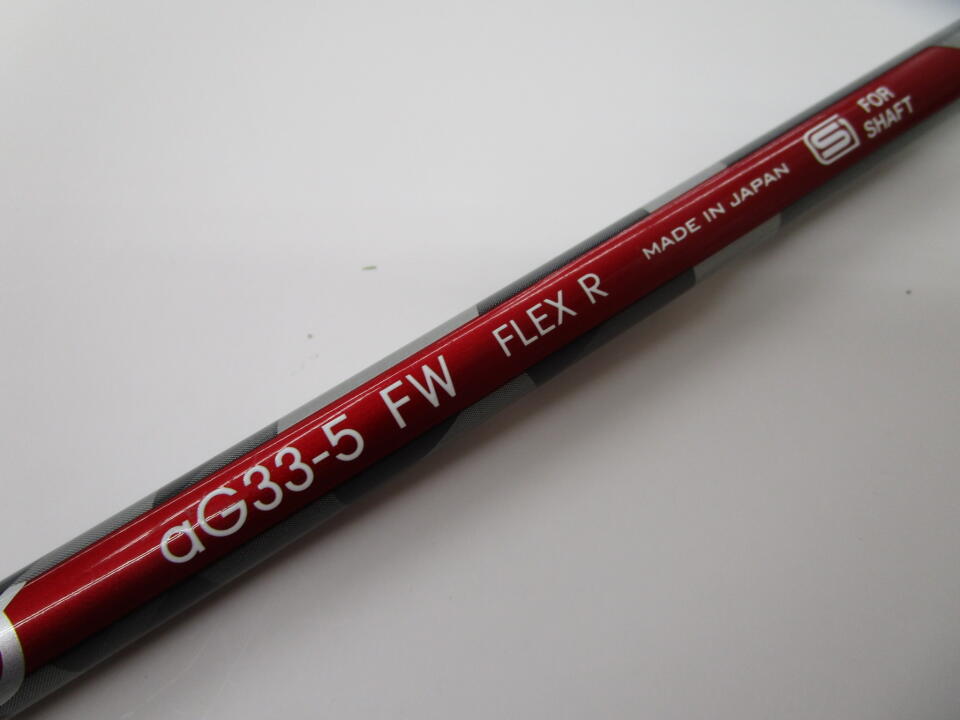 aG33-5 FW FLEX R MADE IN JAPAN S FOR
SHAFT